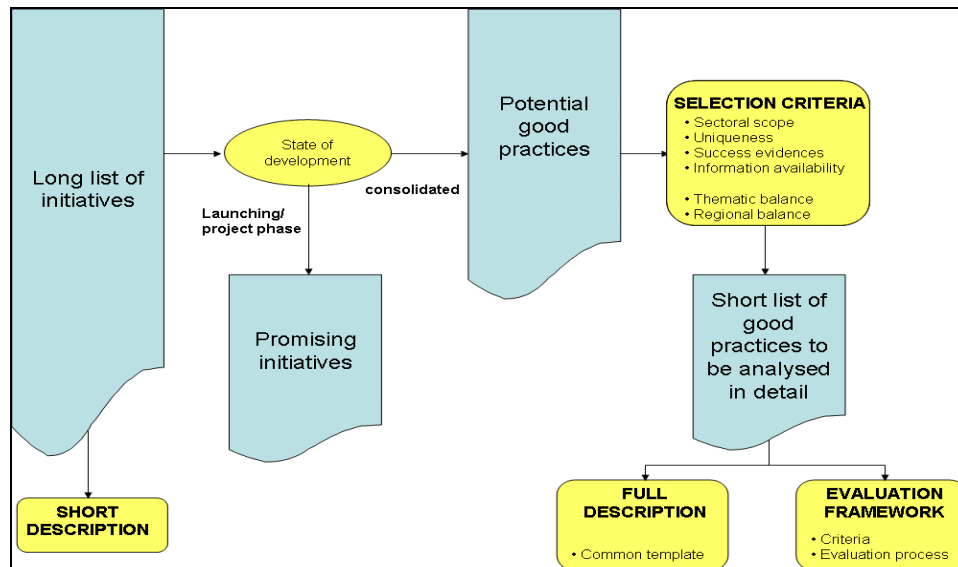 Long list of
initiatives
State of
development
Launching/
project phase
consolidated
Promising
initiatives
Potential
good
practices
SELECTION CRITERIA
• Sectoral scope
• Uniqueness
• Success evidences
• Information availability
• Thematic balance
• Regional balance
Short list of
good
practices to
be analysed
in detail
SHORT
DESCRIPTION
FULL
DESCRIPTION
• Common template
EVALUATION
FRAMEWORK
• Criteria
• Evaluation process